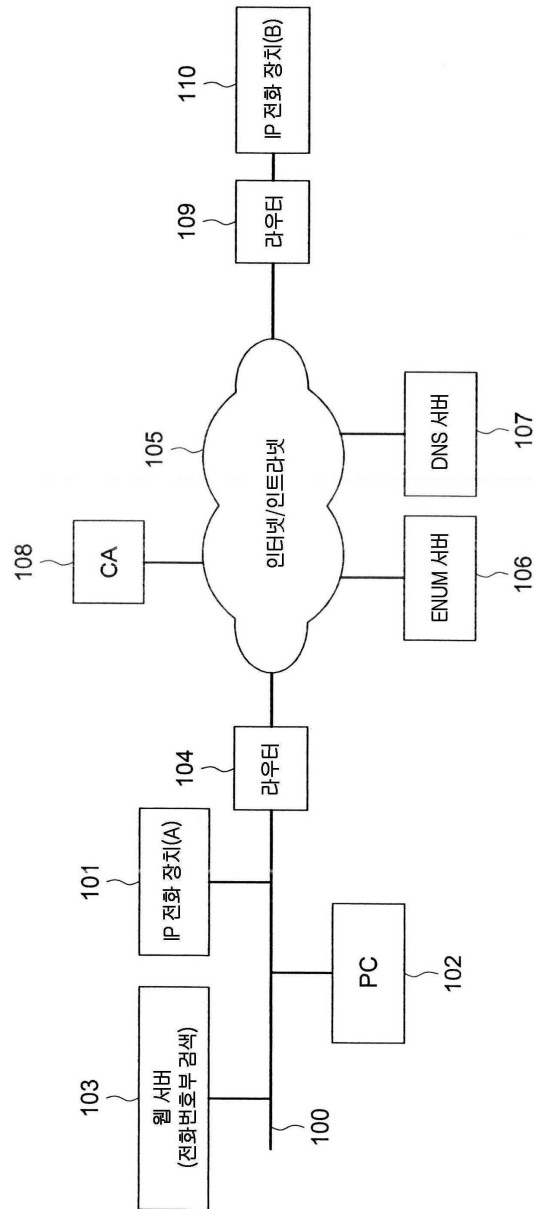 103
웹 서버
(전화번호부 검색)
101
IP 전화 장치(A)
100
PC
102
104
라우터
108
CA
105
인터넷/인트라넷
ENUM 서버
106
DNS 서버
107
109
라우터
110
IP 전화 장치(B)